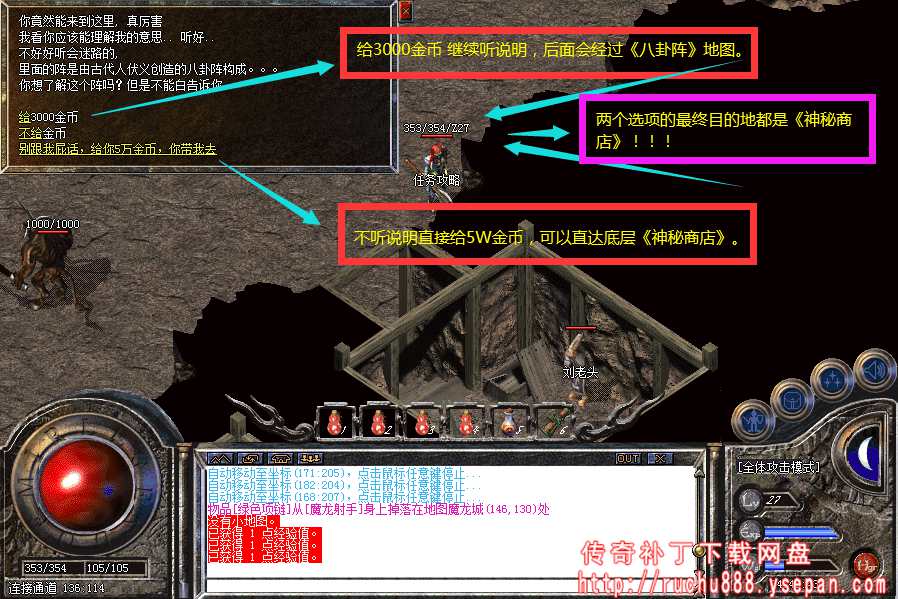 你竟然能来到这里，真厉害
我看你应该能理解我的意思．．听好．．
不好好听会迷路的，
里面的阵是由古代人伏义创造的八卦阵构成。。。
你想了解这个阵吗？但是不能白告诉你
给3000金币
不给金币
别跟我屁话，给你5万金币，你带我去
给3000金币 继续听说明，后面会经过《八卦阵》地图。
两个选项的最终目的地都是《神秘商
店》！！！
353/354/Z27
任务攻略
1000/1000
不听说明直接给5W金币，可以直达底层《神秘商店》。
刘老头
1 2 3 4 5 6
OUT
自动移动至坐标(171:205)，点击鼠标任意键停止...
自动移动至坐标(182:204)，点击鼠标任意键停止...
自动移动至坐标(168:207)，点击鼠标任意键停止...
物品[绿色项链]从[魔龙射手]身上掉落在地图魔龙城(146,130)处
没有小地图。
已获得 1 点经验值。
已获得 1 点经验值。
已获得 1 点经验值。
[全体攻击模式]
Lv 27
Exp
353/354 105/105
连接通道 136:114
传奇补丁下载网盘
http://ruchu888.ysepan.com